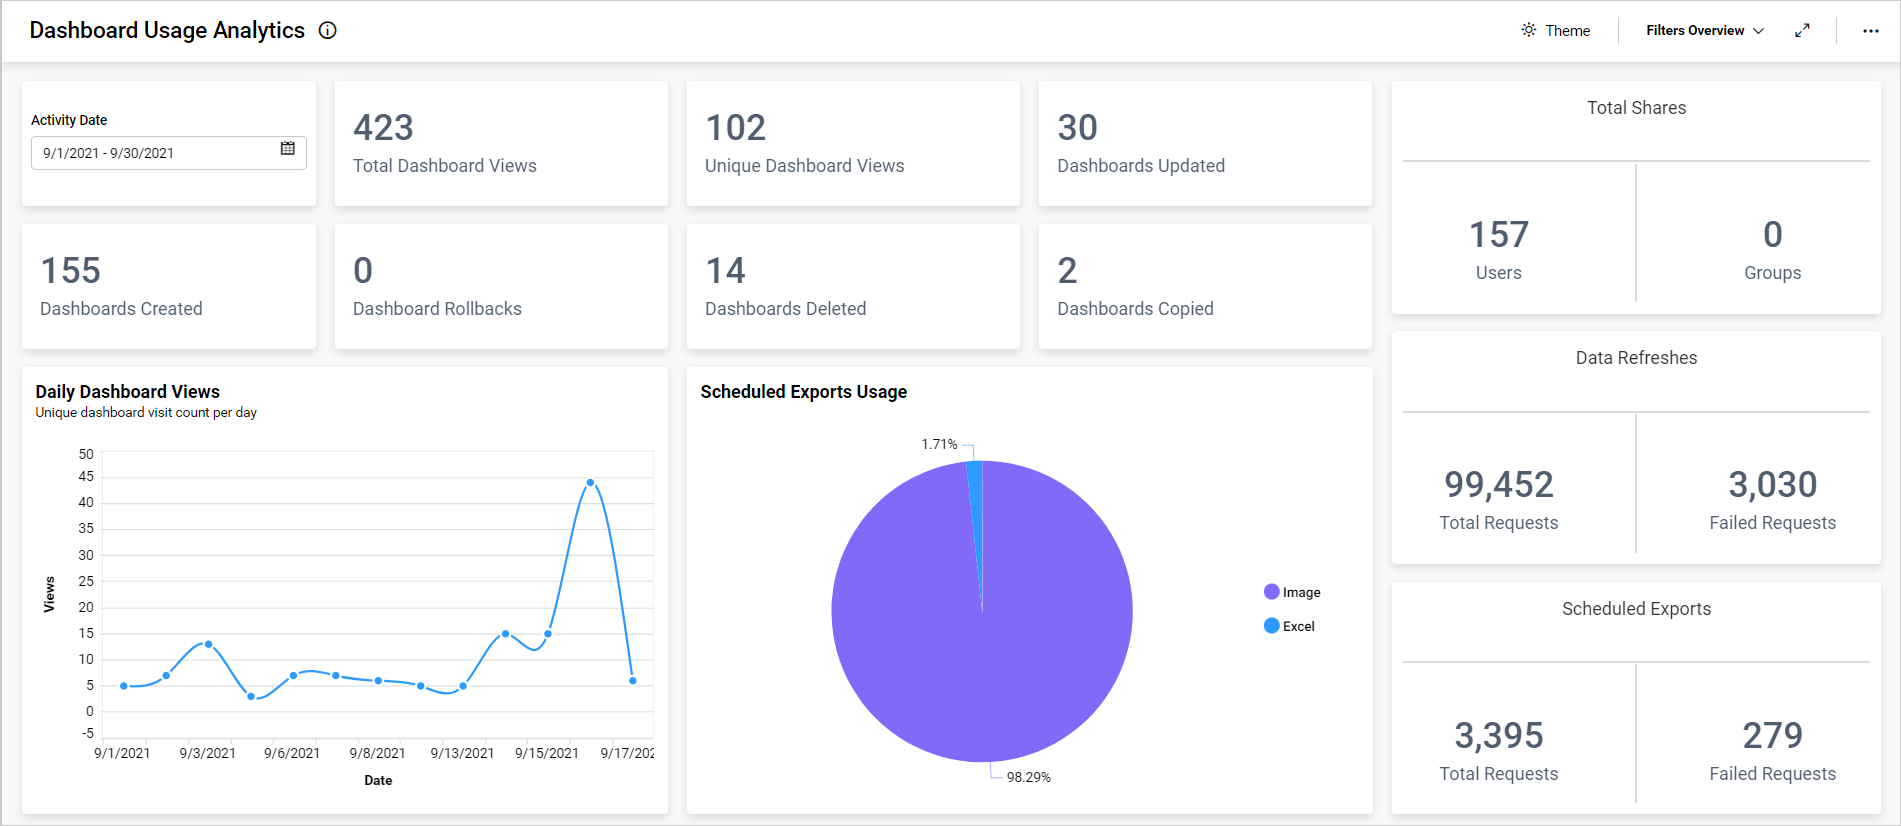 Dashboard Usage Analytics
Theme
Filters Overview
Activity Date
9/1/2021 - 9/30/2021
423
Total Dashboard Views
102
Unique Dashboard Views
30
Dashboards Updated
155
Dashboards Created
0
Dashboard Rollbacks
14
Dashboards Deleted
2
Dashboards Copied
Total Shares
157
Users
0
Groups
Data Refreshes
99,452
Total Requests
3,030
Failed Requests
Scheduled Exports
3,395
Total Requests
279
Failed Requests
Daily Dashboard Views
Unique dashboard visit count per day
Views
50
45
40
35
30
25
20
15
10
5
0
-5
9/1/2021 9/3/2021 9/6/2021 9/8/2021 9/13/2021 9/15/2021 9/17/202
Date
Scheduled Exports Usage
1.71%
98.29%
Image
Excel